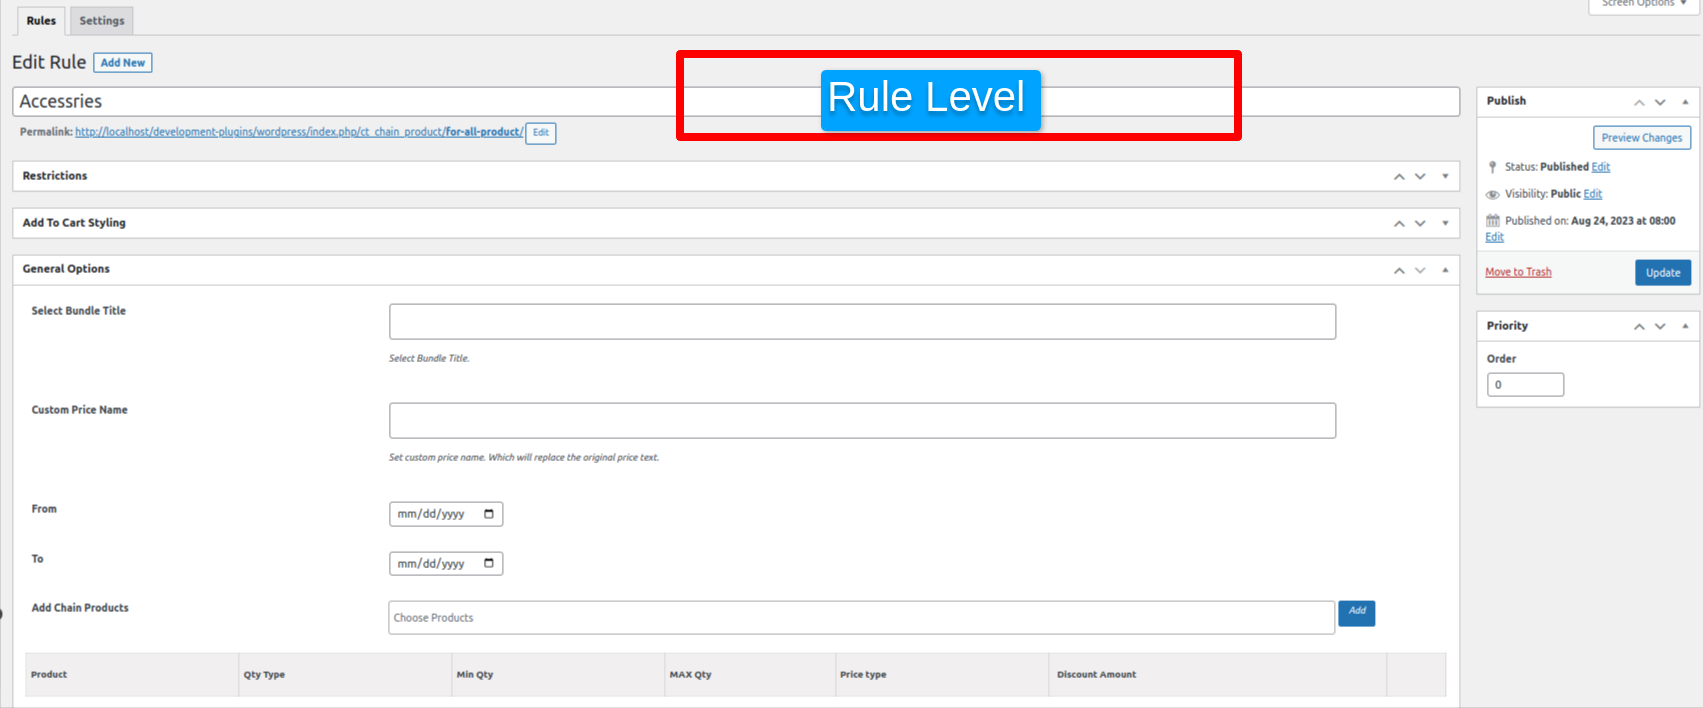 Rules
Settings
Screen Options
Edit Rule
Add New
Rule Level
Accessries
Permalink: http://localhost/development-plugins/wordpress/index.php/ct_chain_product/for-all-product/
Edit
Restrictions
Add To Cart Styling
General Options
Select Bundle Title
Select Bundle Title.
Custom Price Name
Set custom price name. Which will replace the original price text.
From
mm/dd/yyyy
To
mm/dd/yyyy
Add Chain Products
Choose Products
Add
Product
Qty Type
Min Qty
MAX Qty
Price type
Discount Amount
Publish
Preview Changes
Status: Published Edit
Visibility: Public Edit
Published on: Aug 24, 2023 at 08:00
Edit
Move to Trash
Update
Priority
Order
0